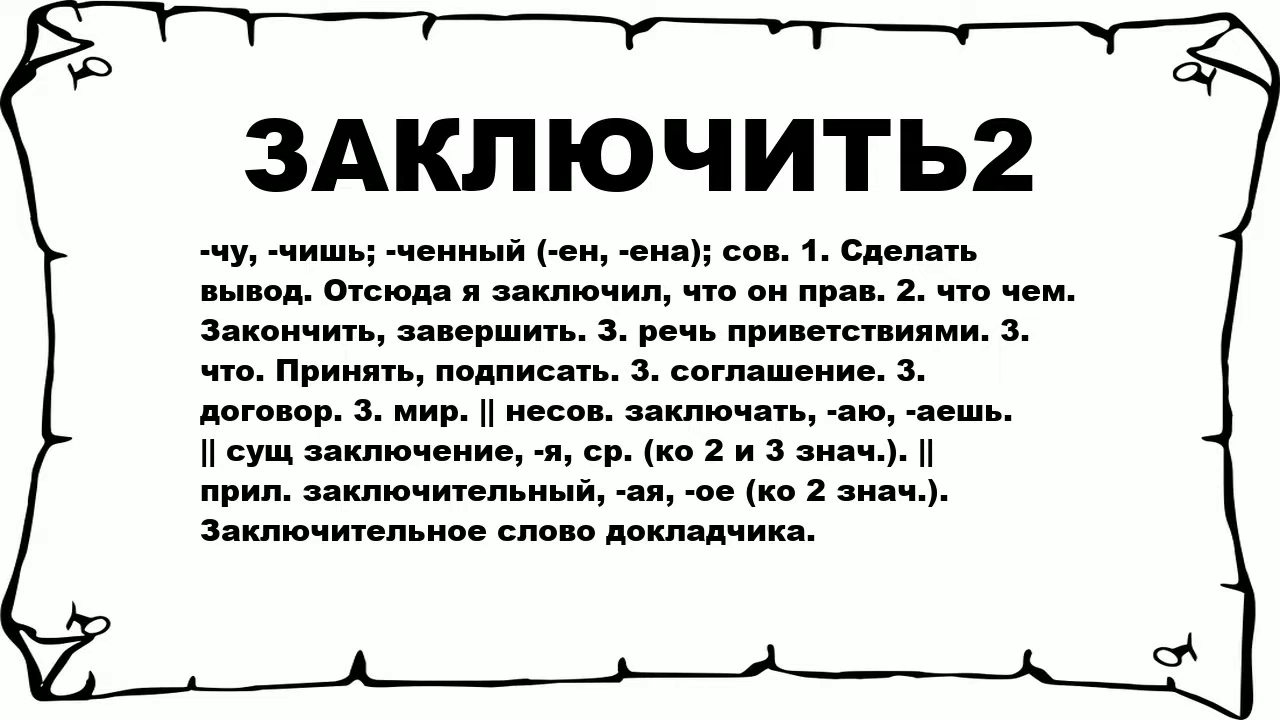 ЗАКЛЮЧИТЬ2
-чу, -чишь; -ченный (-ен, -ена); сов. 1. Сделать
вывод. Отсюда я заключил, что он прав. 2. что чем.
Закончить, завершить. З. речь приветствиями. 3.
что. Принять, подписать. З. соглашение. З.
договор. З. мир. || несов. заключать, -аю, -аешь.
|| сущ заключение, -я, ср. (ко 2 и 3 знач.). ||
прил. заключительный, -ая, -ое (ко 2 знач.).
Заключительное слово докладчика.